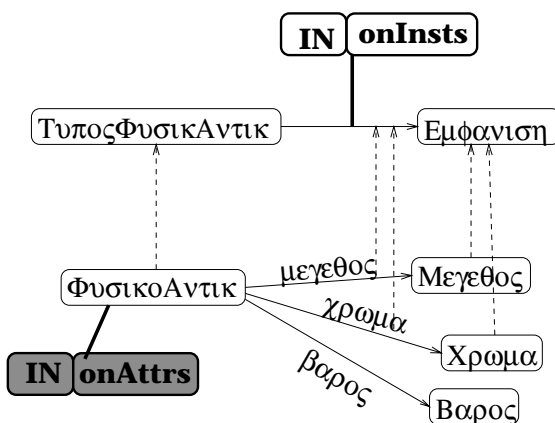 IN onInsts
ΤυποςΦυσικΑντικ
Εμφανιση
μεγεθος
ΦυσικοΑντικ
Μεγεθος
χρωμα
Χρωμα
IN onAttrs
βαρος
Βαρος